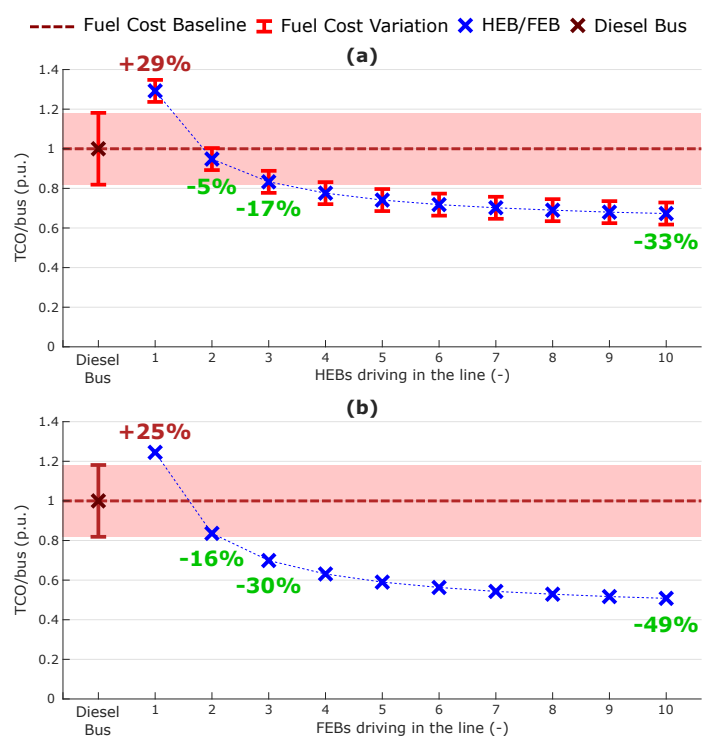 Fuel Cost Baseline Fuel Cost Variation HEB/FEB Diesel Bus
(a)
1.4
1.2
1
0.8
0.6
0.4
0.2
0
TCO/bus (p.u.)
+29%
-5%
-17%
-33%
Diesel Bus 1 2 3 4 5 6 7 8 9 10
HEBs driving in the line (-)
(b)
1.4
1.2
1
0.8
0.6
0.4
0.2
0
TCO/bus (p.u.)
+25%
-16%
-30%
-49%
Diesel Bus 1 2 3 4 5 6 7 8 9 10
FEBs driving in the line (-)